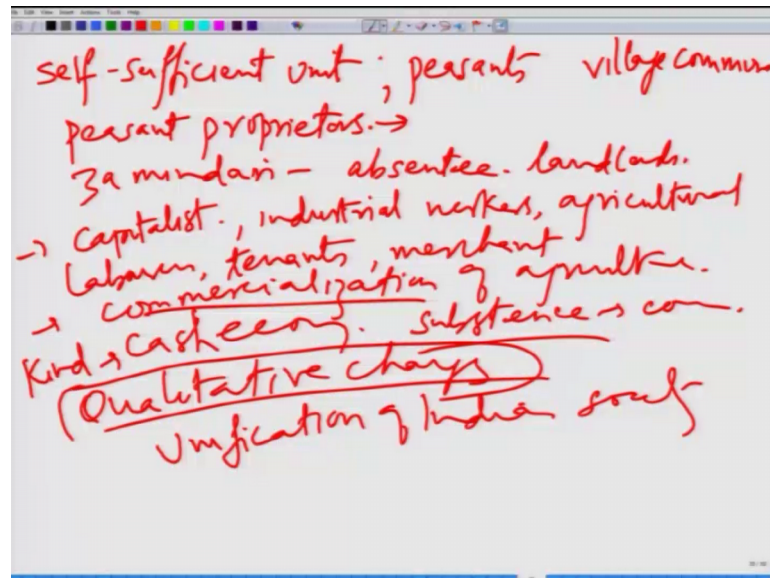 self-sufficient unit ; peasants village commun
peasant proprietors. →
Zamindari - absentee. landlords.
→ capitalist., industrial workers, agricultural
labourers, tenants, merchant
→ commercialization of agriculture.
Kind → cash economy. subsistence → com.
Qualitative changes
Unification of Indian society